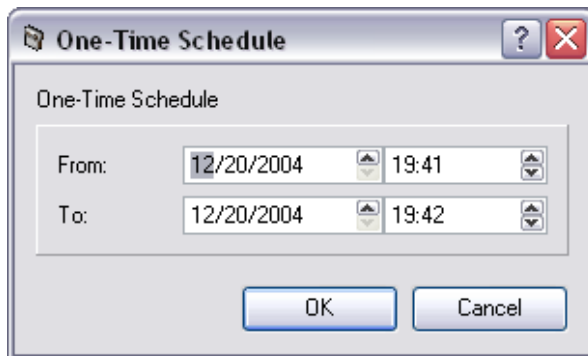 One-Time Schedule
One-Time Schedule
From: 12/20/2004 19:41
To: 12/20/2004 19:42
OK Cancel